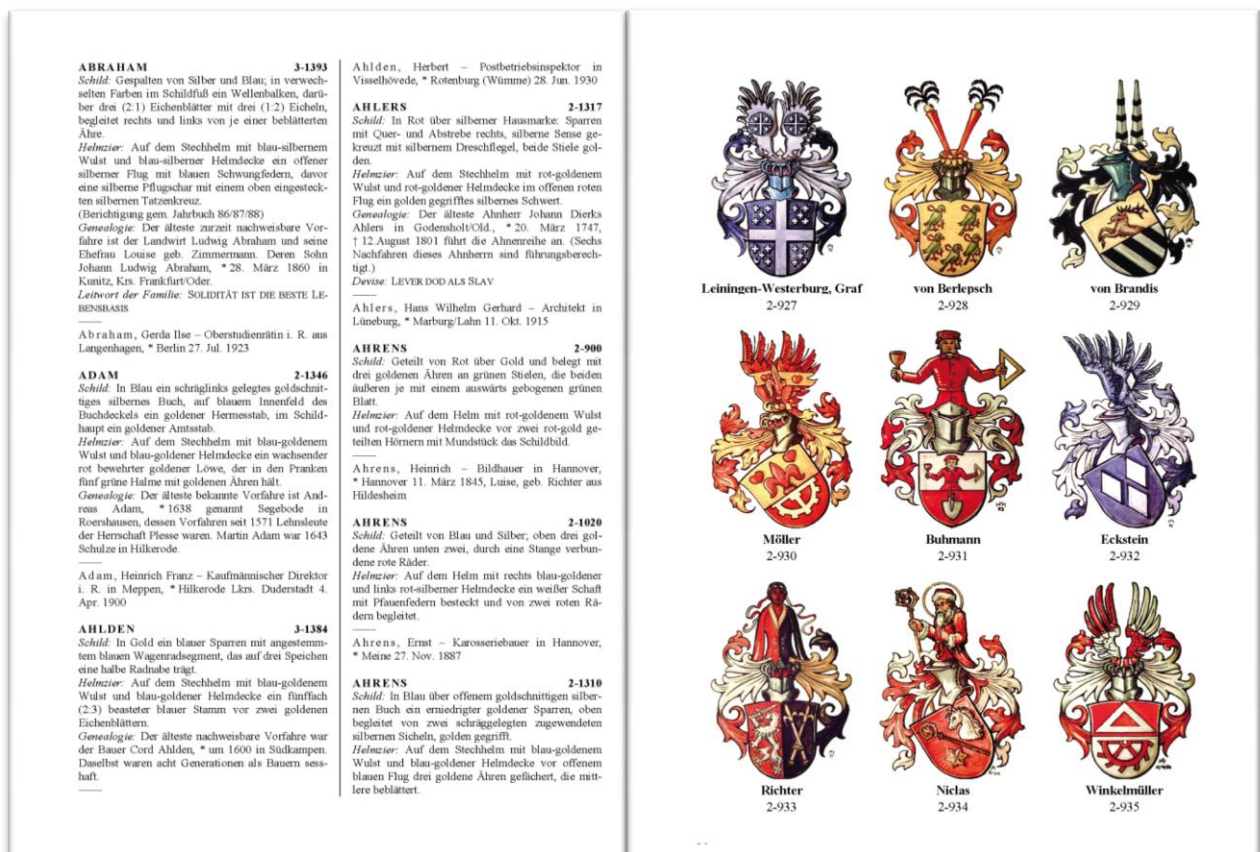 ABRAHAM 3-1393
Schild: Gespalten von Silber und Blau; in verwech-
selten Farben im Schildfuß ein Wellenbalken, darü-
ber drei (2:1) Eichenblätter mit drei (1:2) Eicheln,
begleitet rechts und links von je einer beblätterten
Ähre.
Helmzier: Auf dem Stechhelm mit blau-silbernem
Wulst und blau-silberner Helmdecke ein offener
silberner Flug mit blauen Schwungfedern, davor
eine silberne Pflugschar mit einem oben eingesteck-
ten silbernen Tatzenkreuz.
(Berichtigung gem. Jahrbuch 86/87/88)
Genealogie: Der älteste zurzeit nachweisbare Vor-
fahre ist der Landwirt Ludwig Abraham und seine
Ehefrau Louise geb. Zimmermann. Deren Sohn
Johann Ludwig Abraham, * 28. März 1860 in
Kunitz, Krs. Frankfurt/Oder.
Leitwort der Familie: SOLIDITÄT IST DIE BESTE LE-
BENSBASIS
Abraham, Gerda Ilse – Oberstudienrätin i. R. aus
Langenhagen, * Berlin 27. Jul. 1923
ADAM 2-1346
Schild: In Blau ein schräglinks gelegtes goldschnit-
tiges silbernes Buch, auf blauem Innenfeld des
Buchdeckels ein goldener Hermesstab, im Schild-
haupt ein goldener Amtsstab.
Helmzier: Auf dem Stechhelm mit blau-goldenem
Wulst und blau-goldener Helmdecke ein wachsender
rot bewehrter goldener Löwe, der in den Pranken
fünf grüne Halme mit goldenen Ähren hält.
Genealogie: Der älteste bekannte Vorfahre ist And-
reas Adam, * 1638 genannt Segebode in
Roershausen, dessen Vorfahren seit 1571 Lehnsleute
der Herrschaft Plesse waren. Martin Adam war 1643
Schulze in Hilkerode.
Adam, Heinrich Franz – Kaufmännischer Direktor
i. R. in Meppen, * Hilkerode Lkrs. Duderstadt 4.
Apr. 1900
AHLDEN 3-1384
Schild: In Gold ein blauer Sparren mit angestemm-
tem blauen Wagenradsegment, das auf drei Speichen
eine halbe Radnabe trägt.
Helmzier: Auf dem Stechhelm mit blau-goldenem
Wulst und blau-goldener Helmdecke ein fünffach
(2:3) beasteter blauer Stamm vor zwei goldenen
Eichenblättern.
Genealogie: Der älteste nachweisbare Vorfahre war
der Bauer Cord Ahlden, * um 1600 in Südkampen.
Daselbst waren acht Generationen als Bauern sess-
haft.
Ahlden, Herbert – Postbetriebsinspektor in
Visselhövede, * Rotenburg (Wümme) 28. Jun. 1930
AHLERS 2-1317
Schild: In Rot über silberner Hausmarke: Sparren
mit Quer- und Abstrebe rechts, silberne Sense ge-
kreuzt mit silbernem Dreschflegel, beide Stiele gol-
den.
Helmzier: Auf dem Stechhelm mit rot-goldenem
Wulst und rot-goldener Helmdecke im offenen roten
Flug ein golden gegrifftes silbernes Schwert.
Genealogie: Der älteste Ahnherr Johann Dierks
Ahlers in Godensholt/Old., * 20. März 1747,
† 12.August 1801 führt die Ahnenreihe an. (Sechs
Nachfahren dieses Ahnherrn sind führungsberech-
tigt.)
Devise: LEVER DOD ALS SLAV
Ahlers, Hans Wilhelm Gerhard – Architekt in
Lüneburg, * Marburg/Lahn 11. Okt. 1915
AHRENS 2-900
Schild: Geteilt von Rot über Gold und belegt mit
drei goldenen Ähren an grünen Stielen, die beiden
äußeren je mit einem auswärts gebogenen grünen
Blatt.
Helmzier: Auf dem Helm mit rot-goldenem Wulst
und rot-goldener Helmdecke vor zwei rot-gold ge-
teilten Hörnern mit Mundstück das Schildbild.
Ahrens, Heinrich – Bildhauer in Hannover,
* Hannover 11. März 1845, Luise, geb. Richter aus
Hildesheim
AHRENS 2-1020
Schild: Geteilt von Blau und Silber; oben drei gol-
dene Ähren unten zwei, durch eine Stange verbun-
dene rote Räder.
Helmzier: Auf dem Helm mit rechts blau-goldener
und links rot-silberner Helmdecke ein weißer Schaft
mit Pfauenfedern besteckt und von zwei roten Rä-
dern begleitet.
Ahrens, Ernst – Karosseriebauer in Hannover,
* Meine 27. Nov. 1887
AHRENS 2-1310
Schild: In Blau über offenem goldschnittigen silber-
nen Buch ein erniedrigter goldener Sparren, oben
begleitet von zwei schräggelegten zugewendeten
silbernen Sicheln, golden gegrifft.
Helmzier: Auf dem Stechhelm mit blau-goldenem
Wulst und blau-goldener Helmdecke vor offenem
blauen Flug drei goldene Ähren gefächert, die mitt-
lere beblättert.
Leiningen-Westerburg, Graf
2-927
von Berlepsch
2-928
von Brandis
2-929
Möller
2-930
Buhmann
2-931
Eckstein
2-932
Richter
2-933
Niclas
2-934
Winkelmüller
2-935